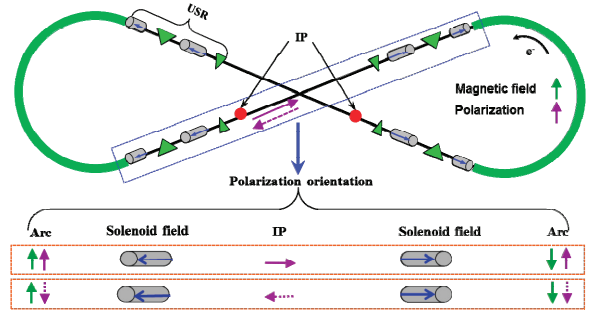 USR
IP
e-
Magnetic field
Polarization
Polarization orientation
Arc Solenoid field IP Solenoid field Arc